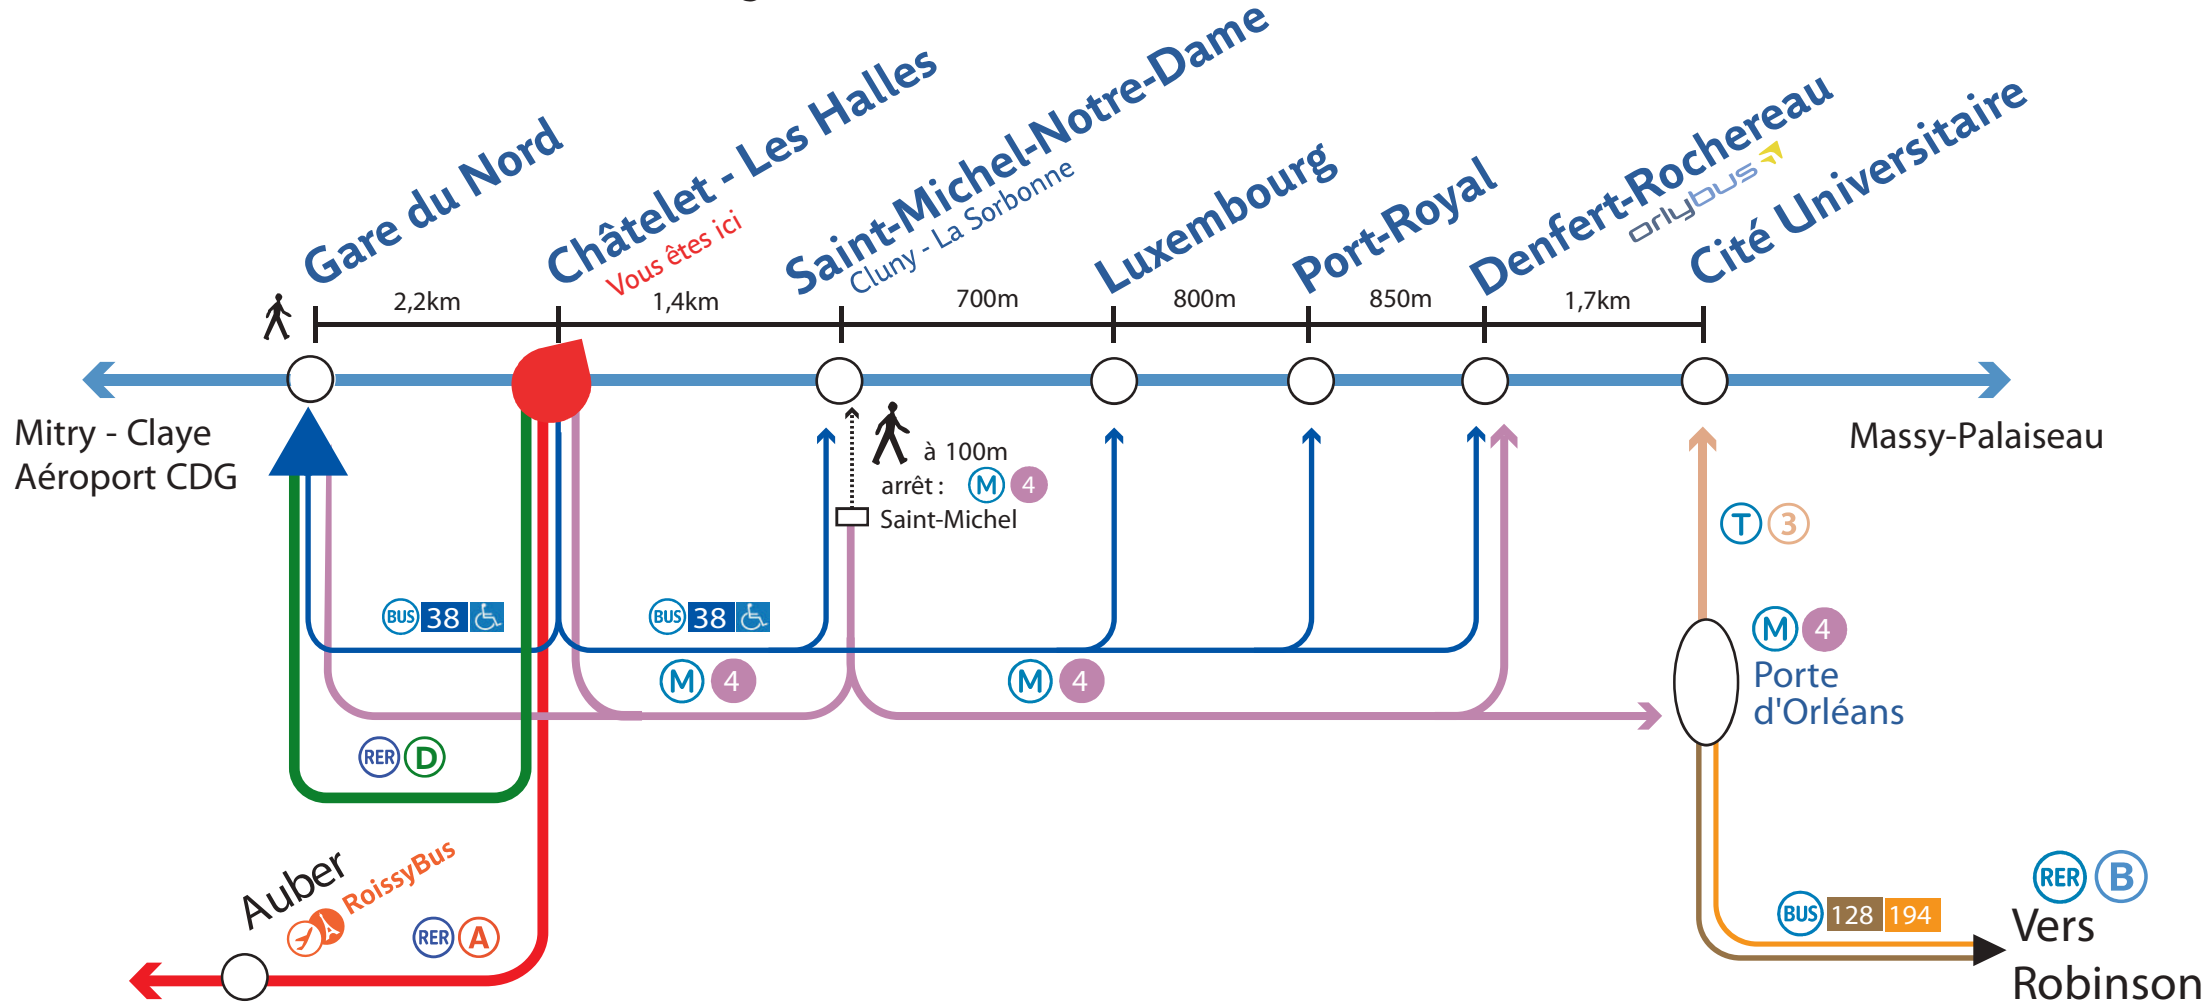 Gare du Nord
Châtelet - Les Halles
Vous êtes ici
Saint-Michel-Notre-Dame
Cluny - La Sorbonne
Luxembourg
Port-Royal
Denfert-Rochereau
orlybus
Cité Universitaire
2,2km
1,4km
700m
800m
850m
1,7km
Mitry - Claye
Aéroport CDG
Massy-Palaiseau
à 100m
arrêt : M 4
Saint-Michel
T 3
BUS 38
BUS 38
M 4
M 4
M 4
Porte
d'Orléans
RER D
Auber
RoissyBus
RER A
BUS 128 194
RER B
Vers
Robinson